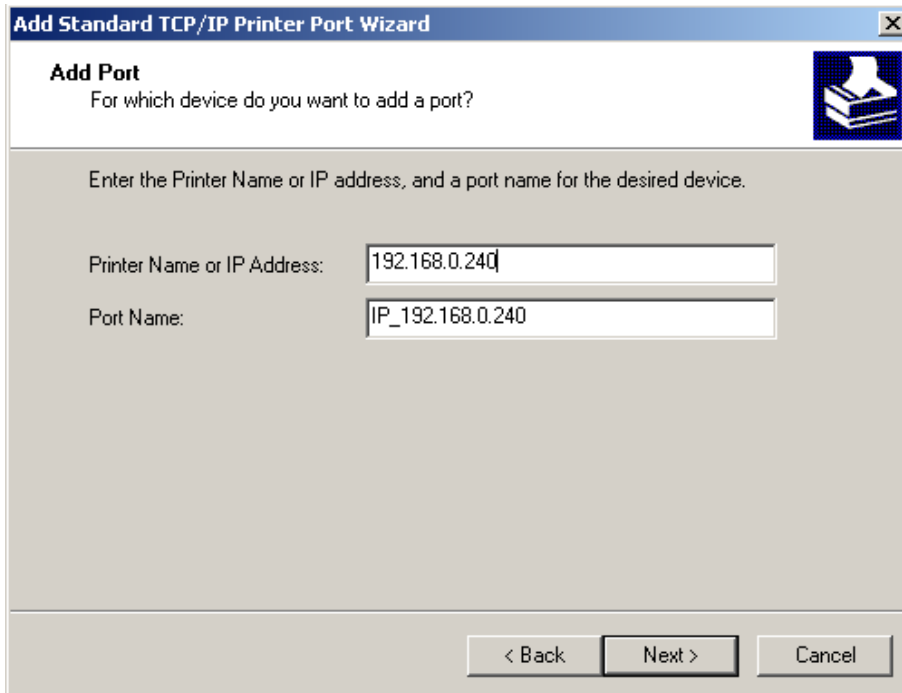 Add Standard TCP/IP Printer Port Wizard
Add Port
For which device do you want to add a port?
Enter the Printer Name or IP address, and a port name for the desired device.
Printer Name or IP Address: 192.168.0.240
Port Name: IP_192.168.0.240
< Back Next > Cancel